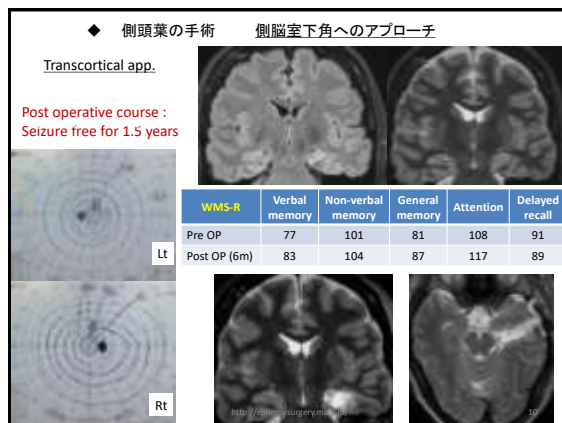 ◆ 側頭葉の手術 側脳室下角へのアプローチ
Transcortical app.
Post operative course :
Seizure free for 1.5 years
Lt
WMS-R Verbal memory Non-verbal memory General memory Attention Delayed recall
Pre OP 77 101 81 108 91
Post OP (6m) 83 104 87 117 89
Rt
10